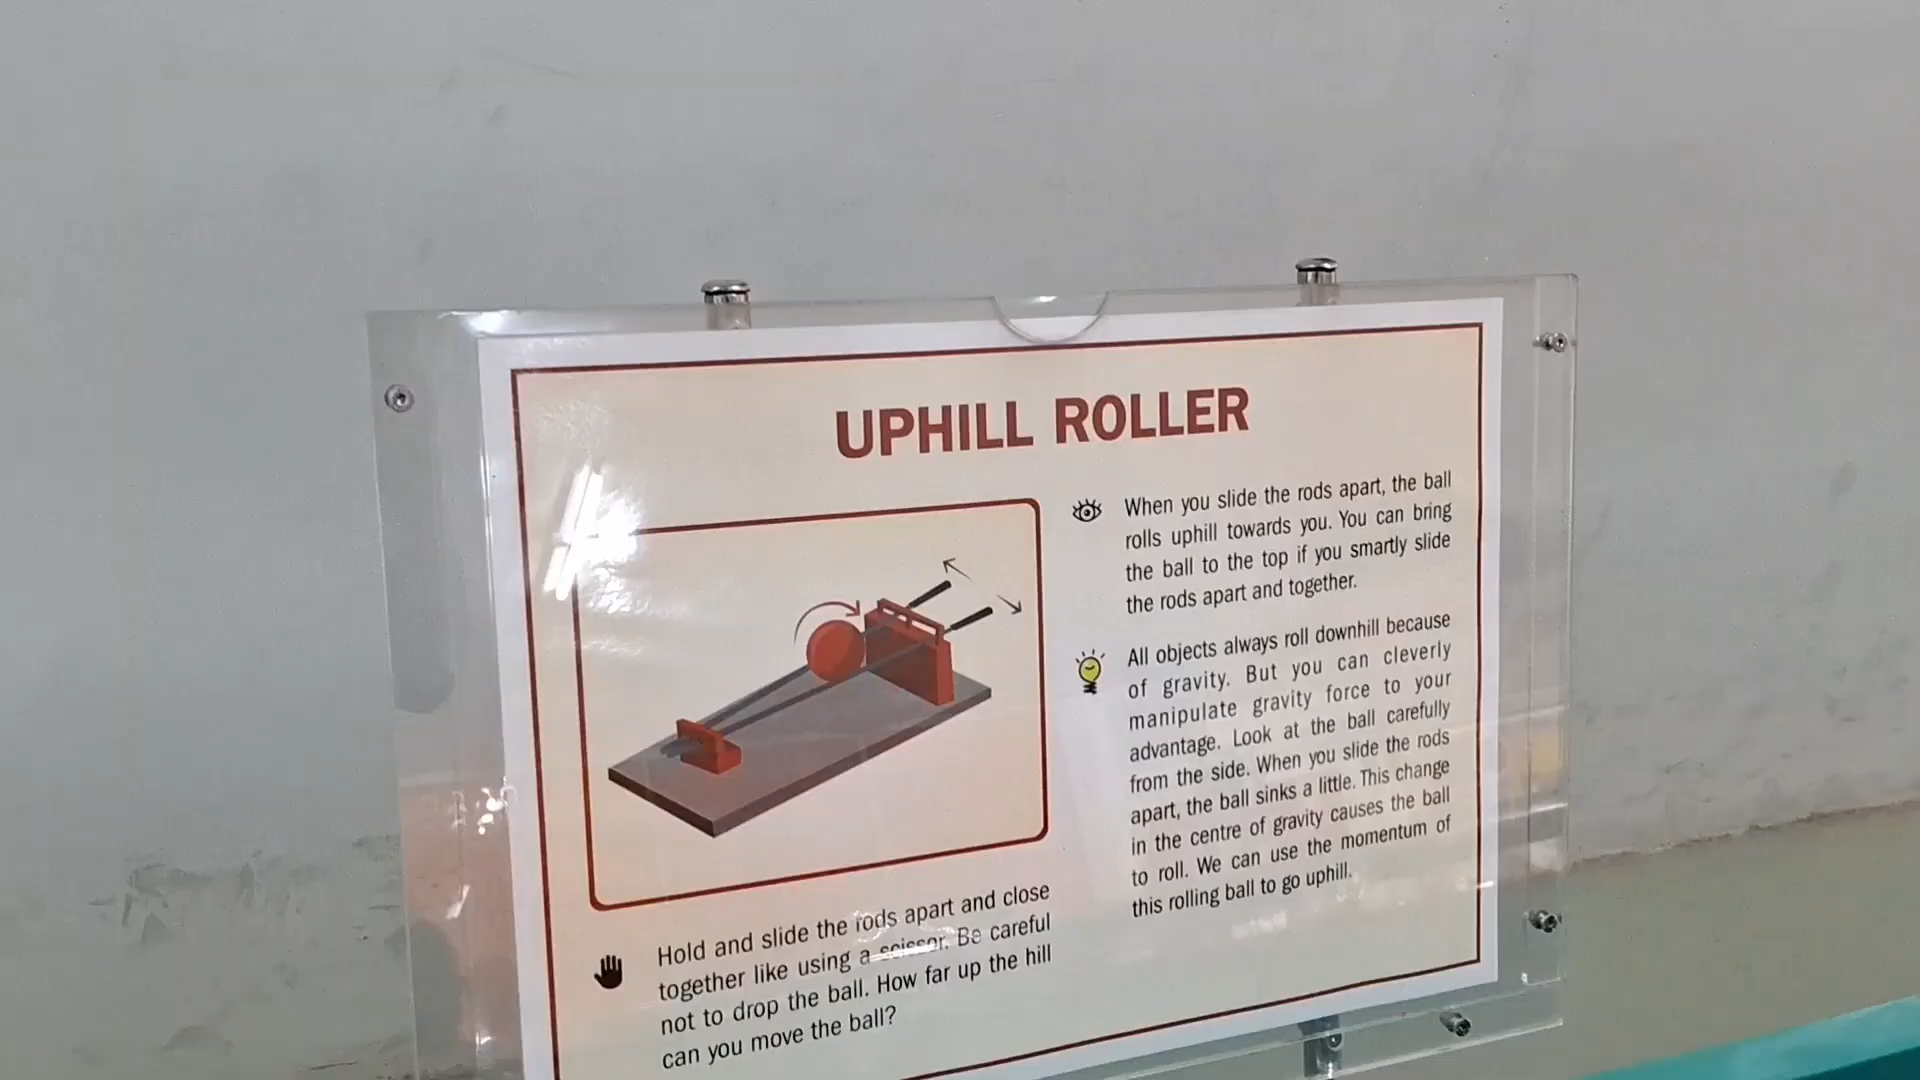 UPHILL ROLLER
Hold and slide the rods apart and close
together like using a scissor. Be careful
not to drop the ball. How far up the hill
can you move the ball?
When you slide the rods apart, the ball
rolls uphill towards you. You can bring
the ball to the top if you smartly slide
the rods apart and together.
All objects always roll downhill because
of gravity. But you can cleverly
manipulate gravity force to your
advantage. Look at the ball carefully
from the side. When you slide the rods
apart, the ball sinks a little. This change
in the centre of gravity causes the ball
to roll. We can use the momentum of
this rolling ball to go uphill.